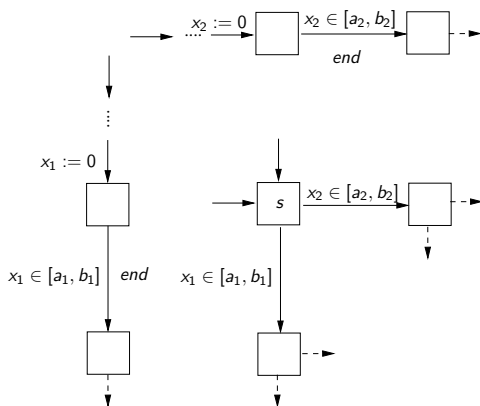 x₂ := 0
x₂ ∈ [a₂, b₂]
....
end
....
x₁ := 0
s
x₂ ∈ [a₂, b₂]
x₁ ∈ [a₁, b₁]
end
x₁ ∈ [a₁, b₁]